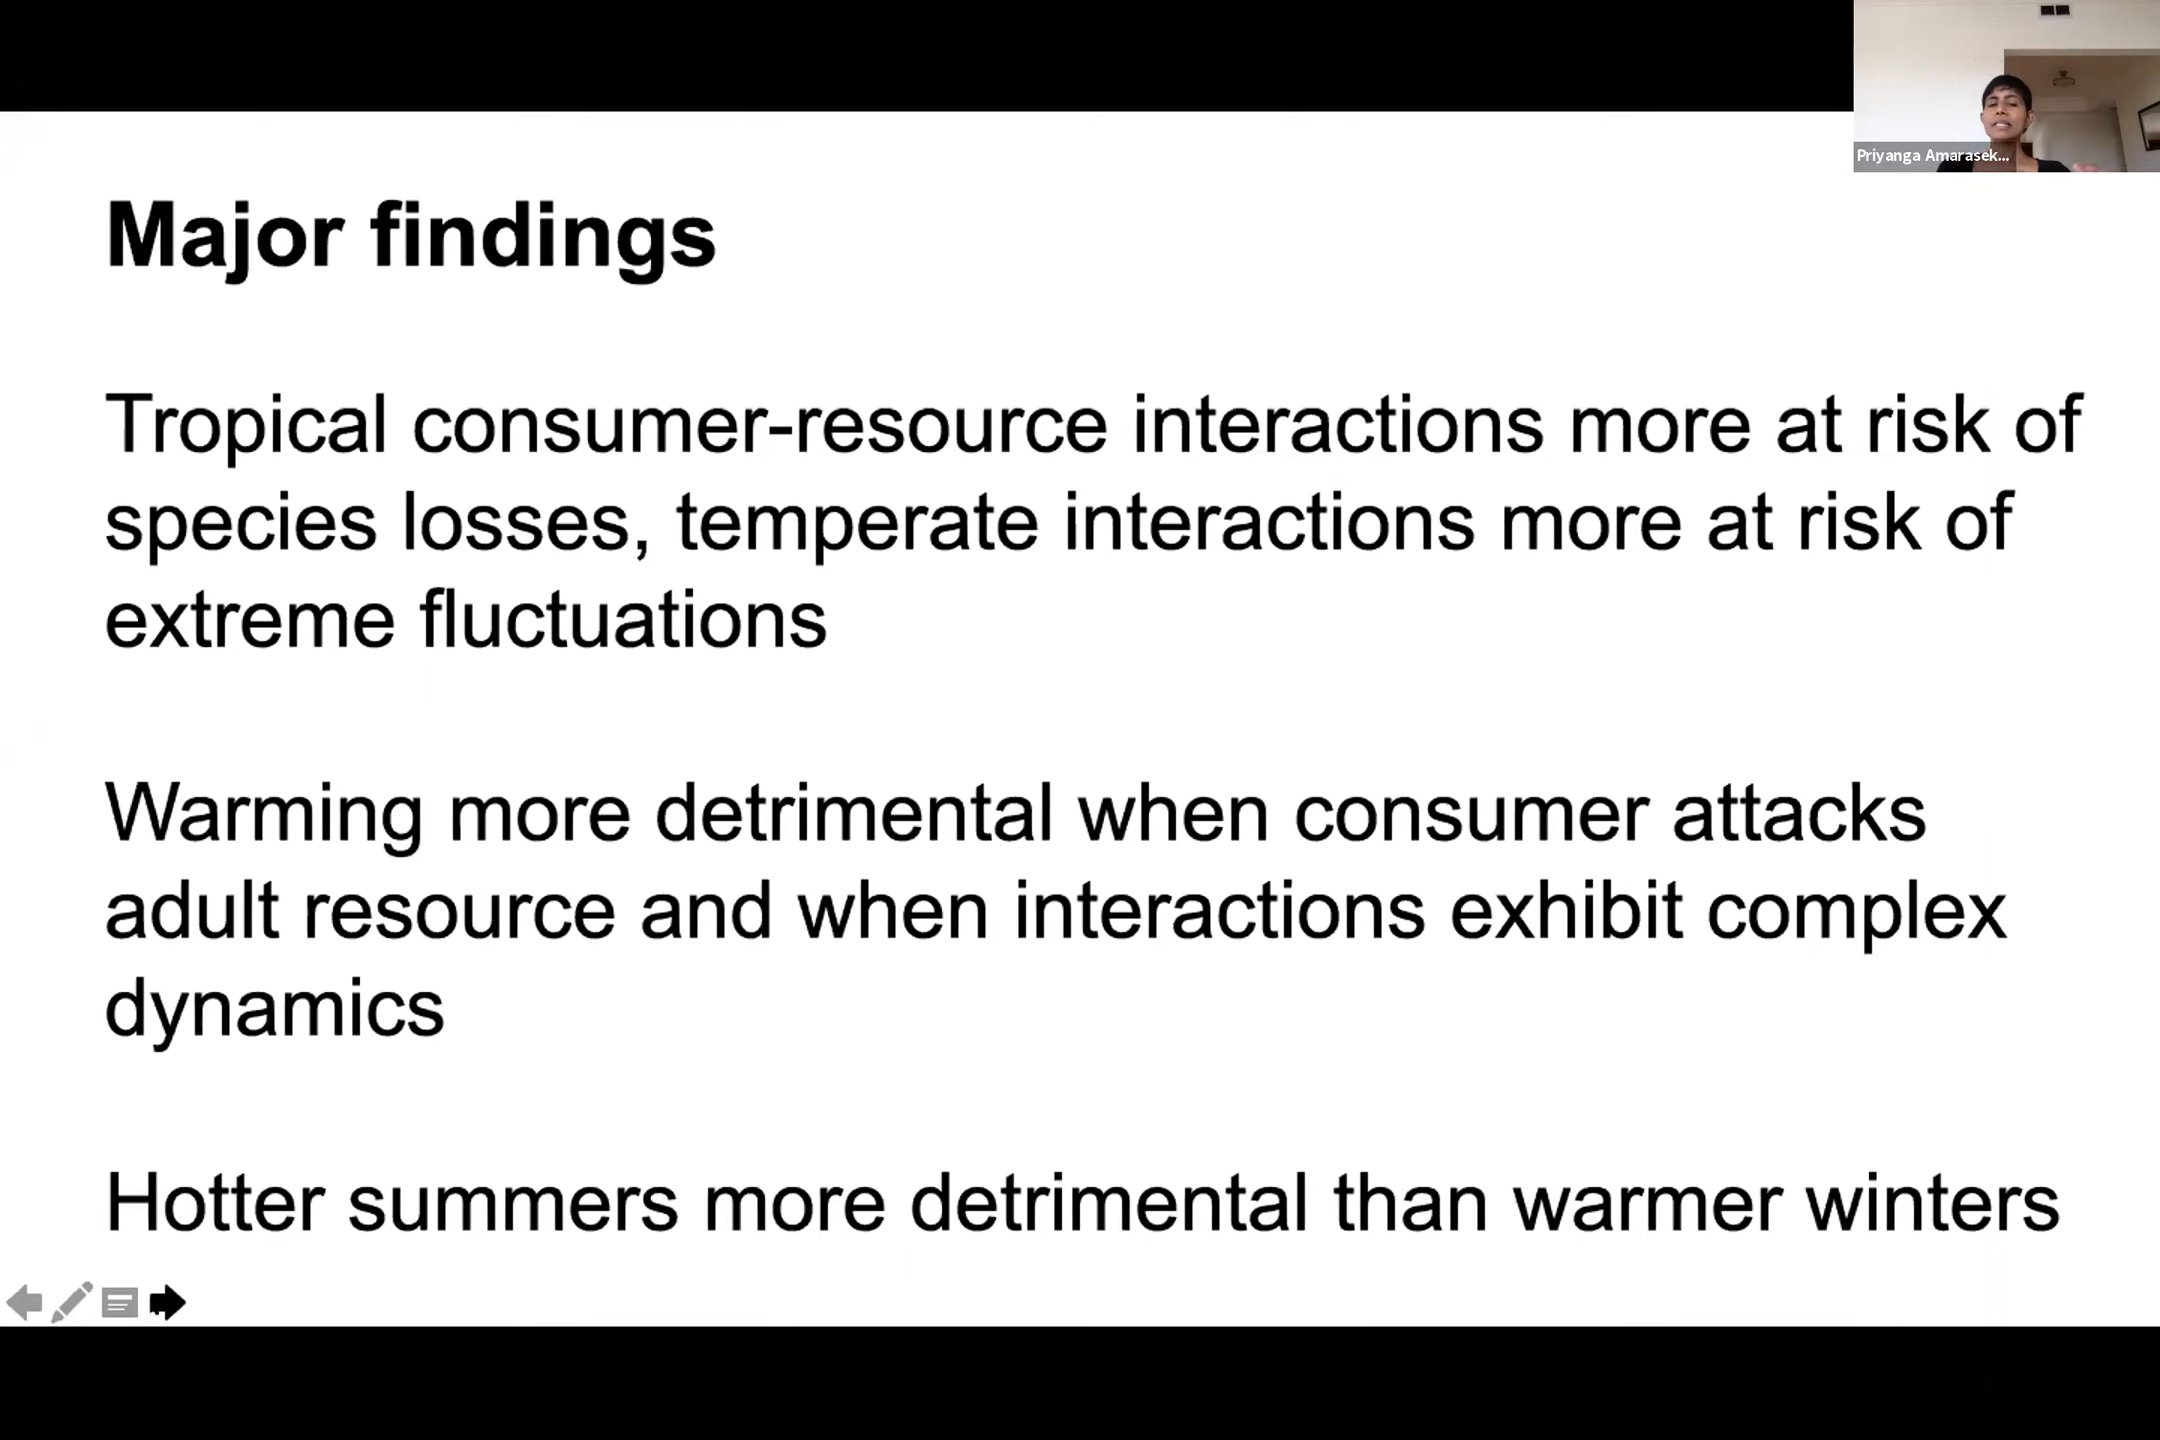 Priyanga Amarasek...
Major findings
Tropical consumer-resource interactions more at risk of
species losses, temperate interactions more at risk of
extreme fluctuations
Warming more detrimental when consumer attacks
adult resource and when interactions exhibit complex
dynamics
Hotter summers more detrimental than warmer winters